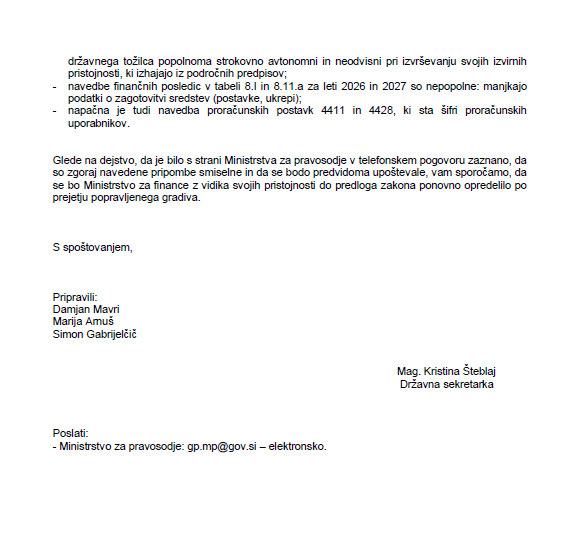 državnega tožilca popolnoma strokovno avtonomni in neodvisni pri izvrševanju svojih izvirnih
pristojnosti, ki izhajajo iz področnih predpisov;
- navedbe finančnih posledic v tabeli 8.I in 8.11.a za leti 2026 in 2027 so nepopolne: manjkajo
podatki o zagotovitvi sredstev (postavke, ukrepi);
- napačna je tudi navedba proračunskih postavk 4411 in 4428, ki sta šifri proračunskih
uporabnikov.
Glede na dejstvo, da je bilo s strani Ministrstva za pravosodje v telefonskem pogovoru zaznano, da
so zgoraj navedene pripombe smiselne in da se bodo predvidoma upoštevale, vam sporočamo, da
se bo Ministrstvo za finance z vidika svojih pristojnosti do predloga zakona ponovno opredelilo po
prejetju popravljenega gradiva.
S spoštovanjem,
Pripravili:
Damjan Mavri
Marija Arnuš
Simon Gabrijelčič
Mag. Kristina Šteblaj
Državna sekretarka
Poslati:
- Ministrstvo za pravosodje: gp.mp@gov.si – elektronsko.